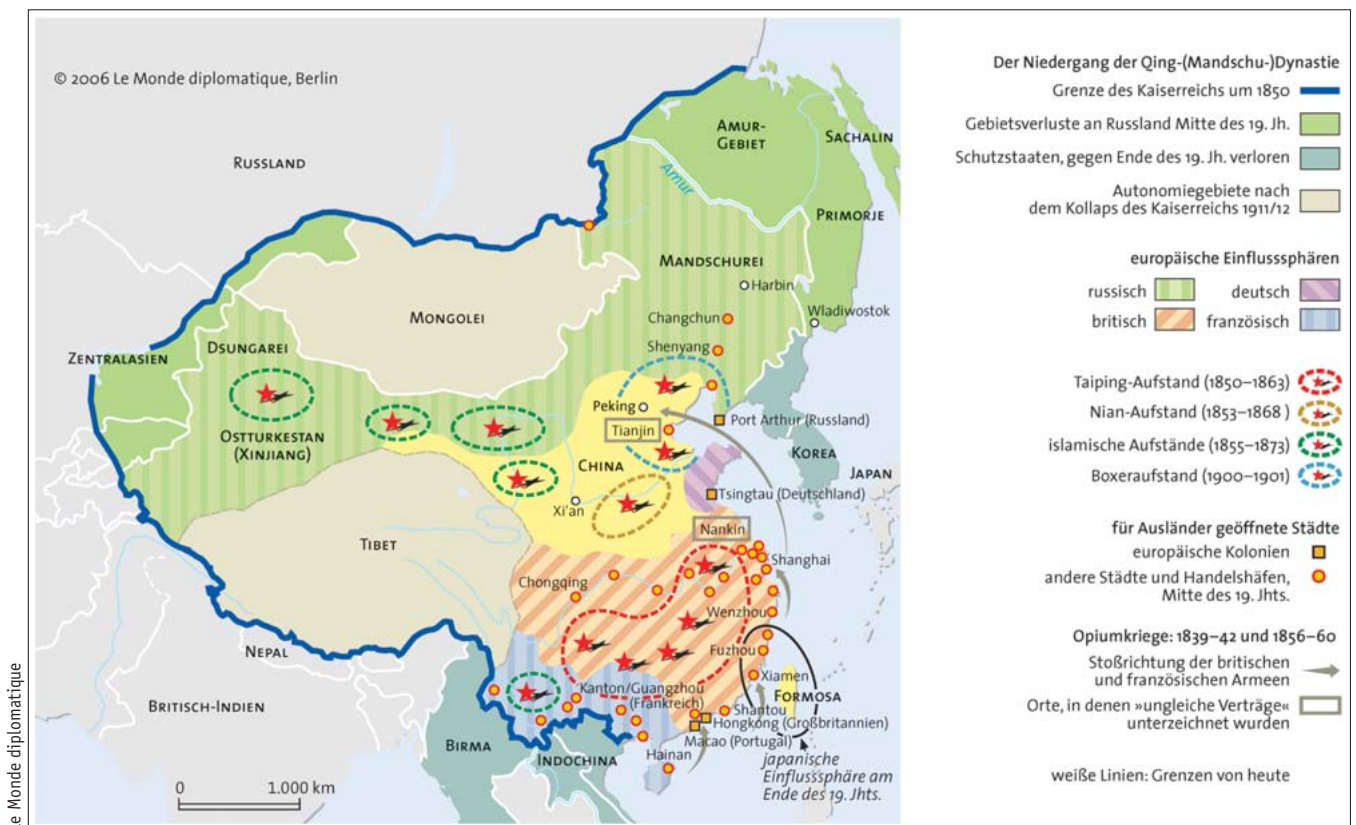 © 2006 Le Monde diplomatique, Berlin
RUSSLAND
AMUR-
GEBIET
SACHALIN
Amur
PRIMORJE
MANDSCHUREI
Harbin
MONGOLEI
Changchun
Wladiwostok
DSUNGAREI
Shenyang
ZENTRALASIEN
Peking
Port Arthur (Russland)
Tianjin
OSTTURKESTAN
(XINJIANG)
KOREA
CHINA
JAPAN
Tsingtau (Deutschland)
Xi'an
Nankin
TIBET
Shanghai
Chongqing
Wenzhou
NEPAL
Fuzhou
Xiamen
Kanton/Guangzhou
(Frankreich)
FORMOSA
BRITISCH-INDIEN
Shantou
Hongkong (Großbritannien)
BIRMA
Macao (Portugal)
INDOCHINA
Hainan
japanische
Einflusssphäre am
Ende des 19. Jhts.
0 1.000 km
Le Monde diplomatique
Der Niedergang der Qing-(Mandschu-)Dynastie
Grenze des Kaiserreichs um 1850
Gebietsverluste an Russland Mitte des 19. Jh.
Schutzstaaten, gegen Ende des 19. Jh. verloren
Autonomiegebiete nach
dem Kollaps des Kaiserreichs 1911/12
europäische Einflusssphären
russisch deutsch
britisch französisch
Taiping-Aufstand (1850–1863)
Nian-Aufstand (1853–1868 )
islamische Aufstände (1855–1873)
Boxeraufstand (1900–1901)
für Ausländer geöffnete Städte
europäische Kolonien
andere Städte und Handelshäfen,
Mitte des 19. Jhts.
Opiumkriege: 1839–42 und 1856–60
Stoßrichtung der britischen
und französischen Armeen
Orte, in denen »ungleiche Verträge«
unterzeichnet wurden
weiße Linien: Grenzen von heute